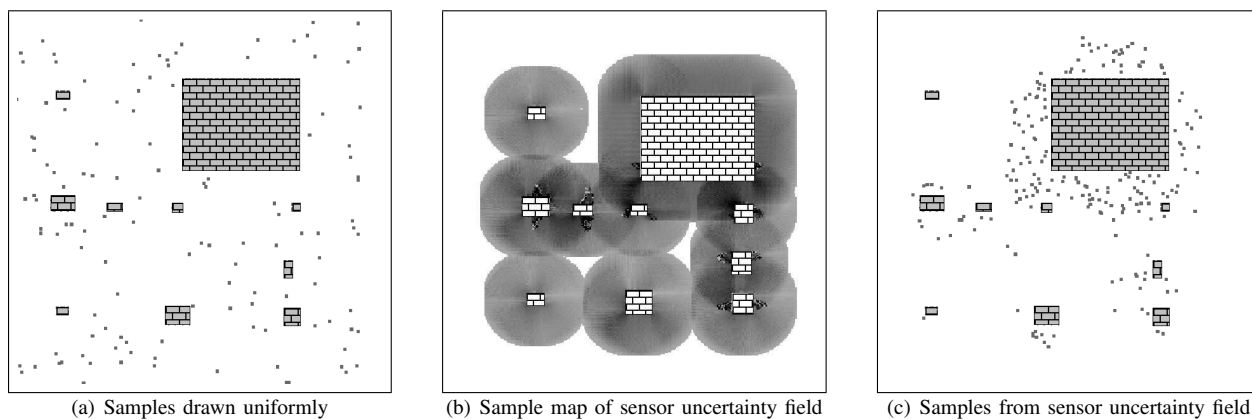 (a) Samples drawn uniformly
(b) Sample map of sensor uncertainty field
(c) Samples from sensor uncertainty field